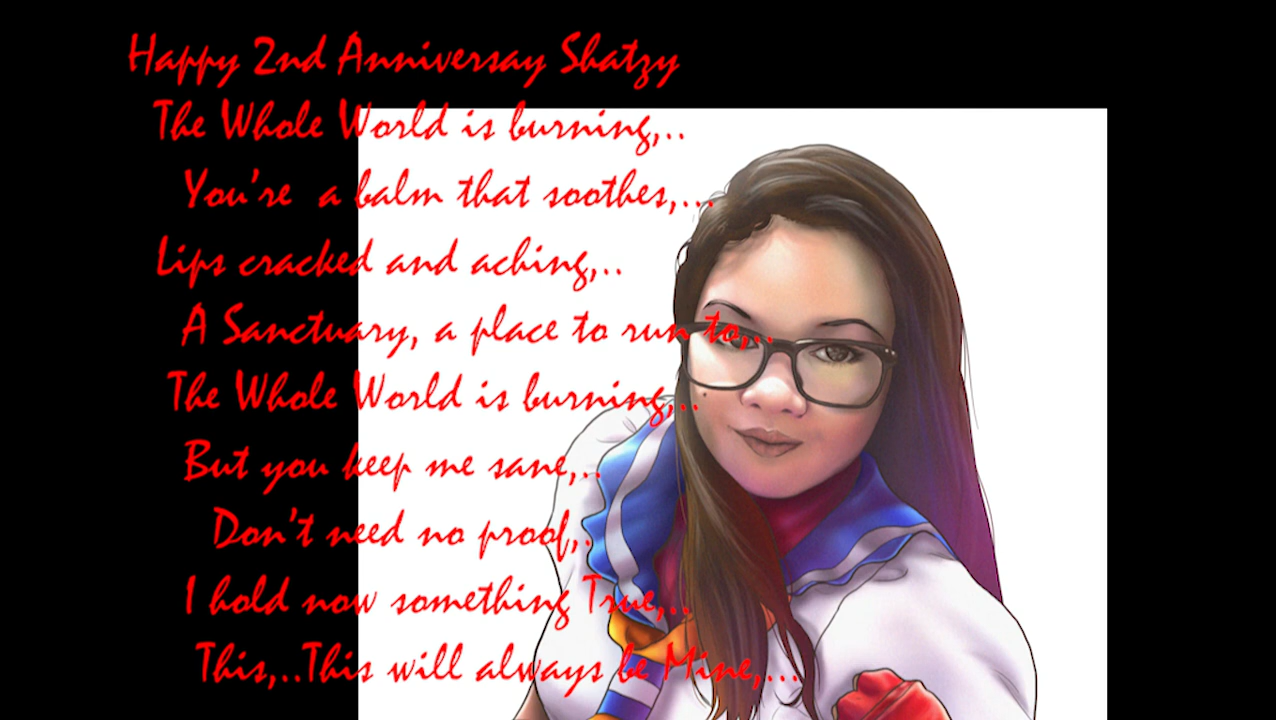 Happy 2nd Anniversay Shatzy
The Whole World is burning,..
You're a balm that soothes,...
Lips cracked and aching,..
A Sanctuary, a place to run to,..
The Whole World is burning,..
But you keep me sane,..
Don't need no proof,.
I hold now something True,..
This,..This will always be Mine,...